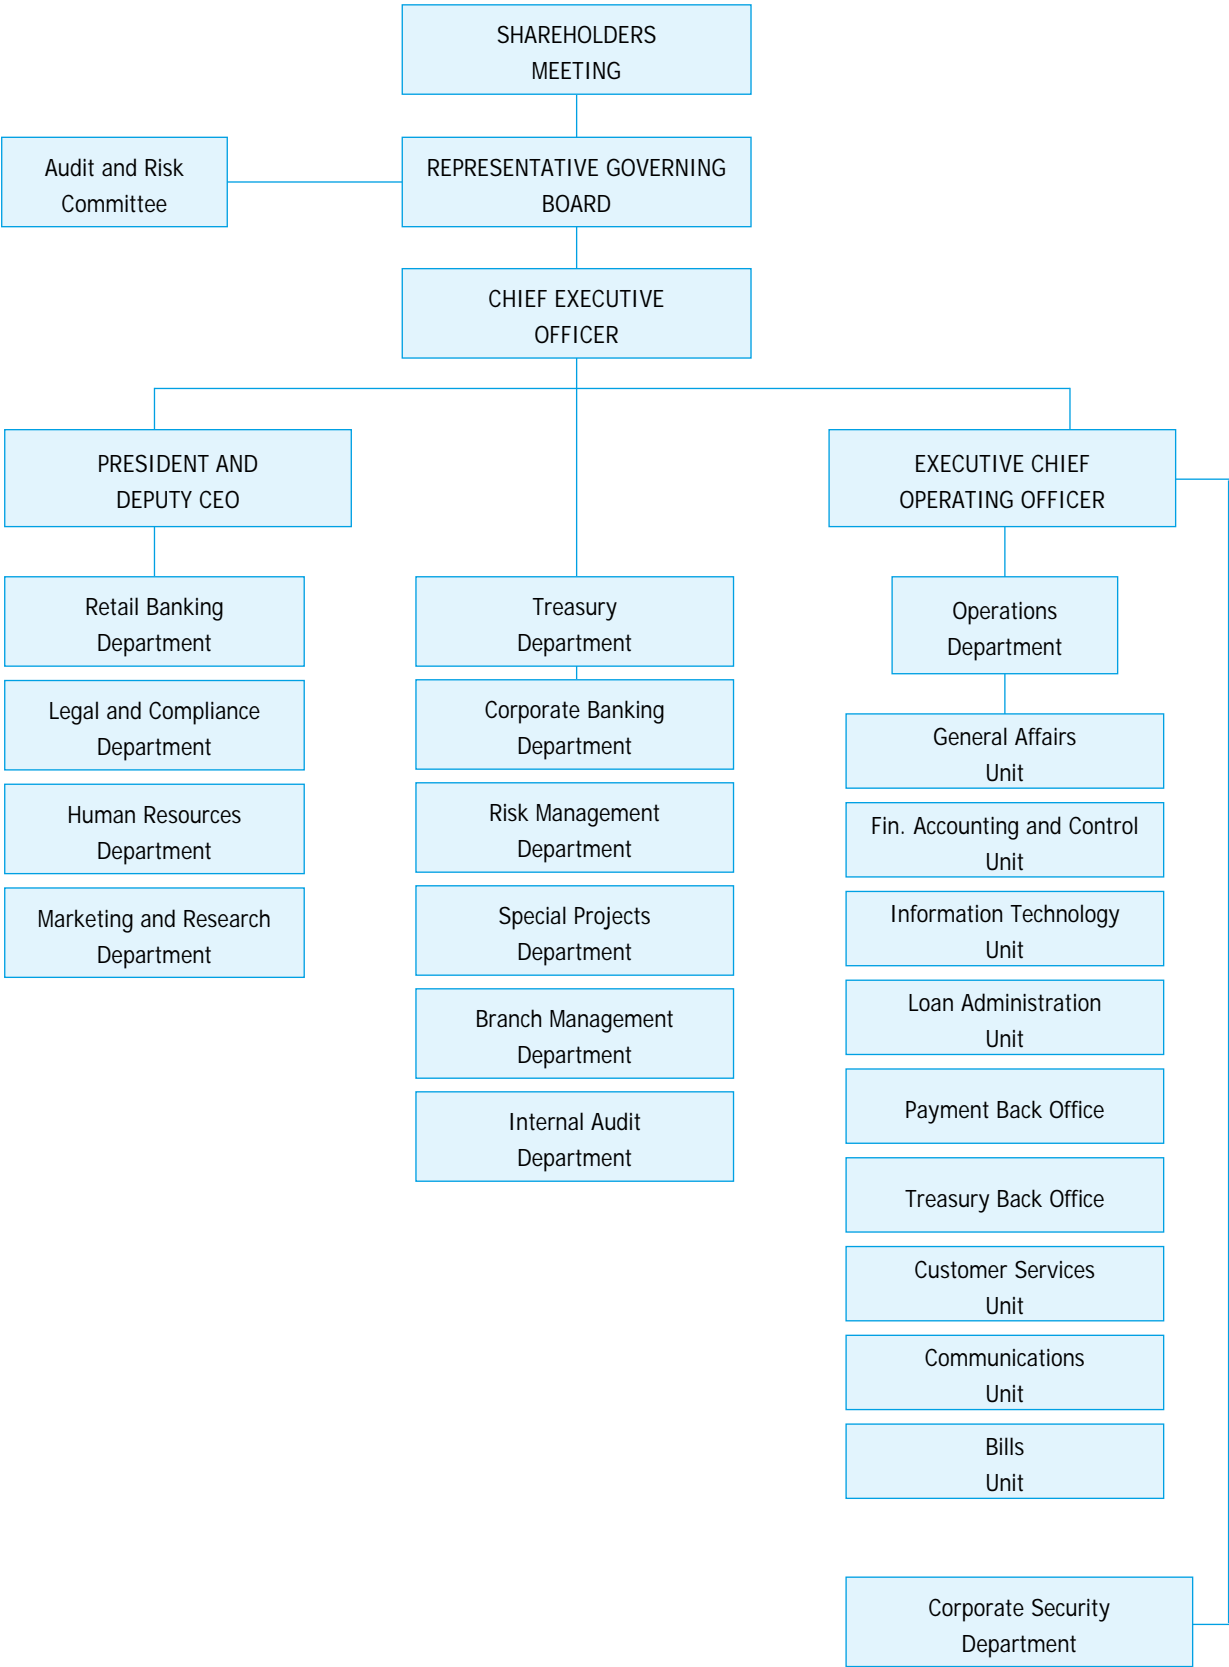 SHAREHOLDERS
MEETING
Audit and Risk
Committee
REPRESENTATIVE GOVERNING
BOARD
CHIEF EXECUTIVE
OFFICER
PRESIDENT AND
DEPUTY CEO
EXECUTIVE CHIEF
OPERATING OFFICER
Retail Banking
Department
Legal and Compliance
Department
Human Resources
Department
Marketing and Research
Department
Treasury
Department
Corporate Banking
Department
Risk Management
Department
Special Projects
Department
Branch Management
Department
Internal Audit
Department
Operations
Department
General Affairs
Unit
Fin. Accounting and Control
Unit
Information Technology
Unit
Loan Administration
Unit
Payment Back Office
Treasury Back Office
Customer Services
Unit
Communications
Unit
Bills
Unit
Corporate Security
Department